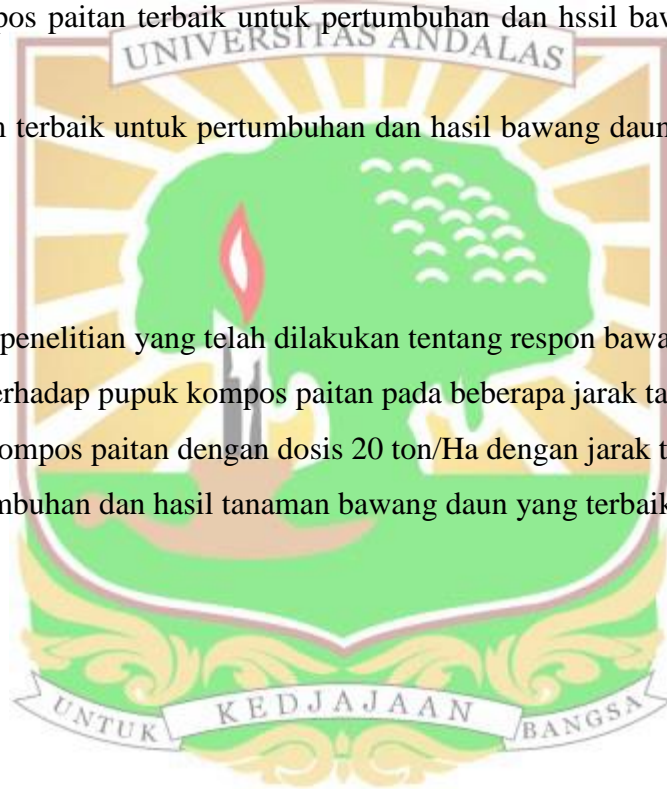 pos paitan terbaik untuk pertumbuhan dan hssil baw
UNIVERSITAS ANDALAS
terbaik untuk pertumbuhan dan hasil bawang daun
penelitian yang telah dilakukan tentang respon bawa
erhadap pupuk kompos paitan pada beberapa jarak ta
ompos paitan dengan dosis 20 ton/Ha dengan jarak t
mbuhan dan hasil tanaman bawang daun yang terbaik
UNTUK KEDJAJAAN BANGSA